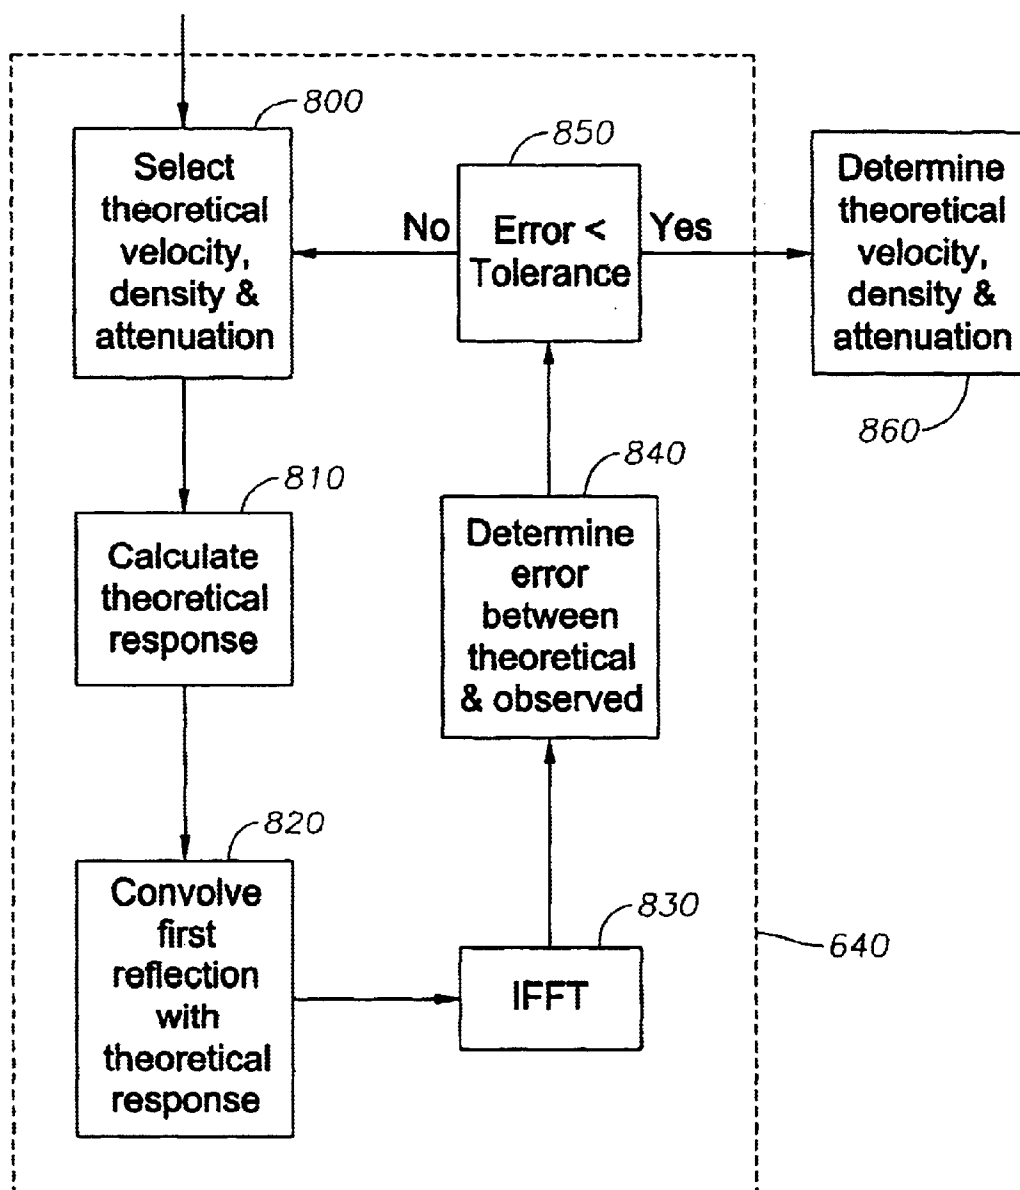 800
Select
theoretical
velocity,
density &
attenuation
850
No
Error <
Tolerance
Yes
Determine
theoretical
velocity,
density &
attenuation
860
810
Calculate
theoretical
response
840
Determine
error
between
theoretical
& observed
820
Convolve
first
reflection
with
theoretical
response
830
IFFT
640